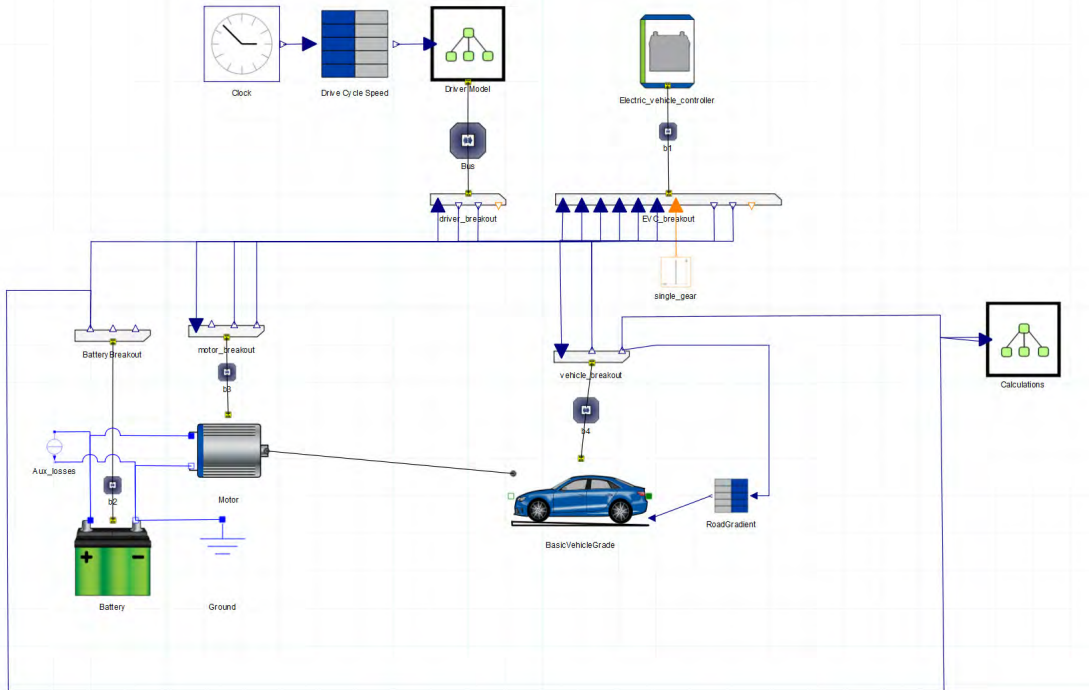 Clock
Drive Cycle Speed
Driver Model
Electric_vehicle_controller
Bus
b1
driver_breakout
EVC_breakout
single_gear
BatteryBreakout
motor_breakout
vehicle_breakout
Calculations
b3
b4
Aux_losses
b2
Motor
RoadGradient
BasicVehicleGrade
Battery
Ground